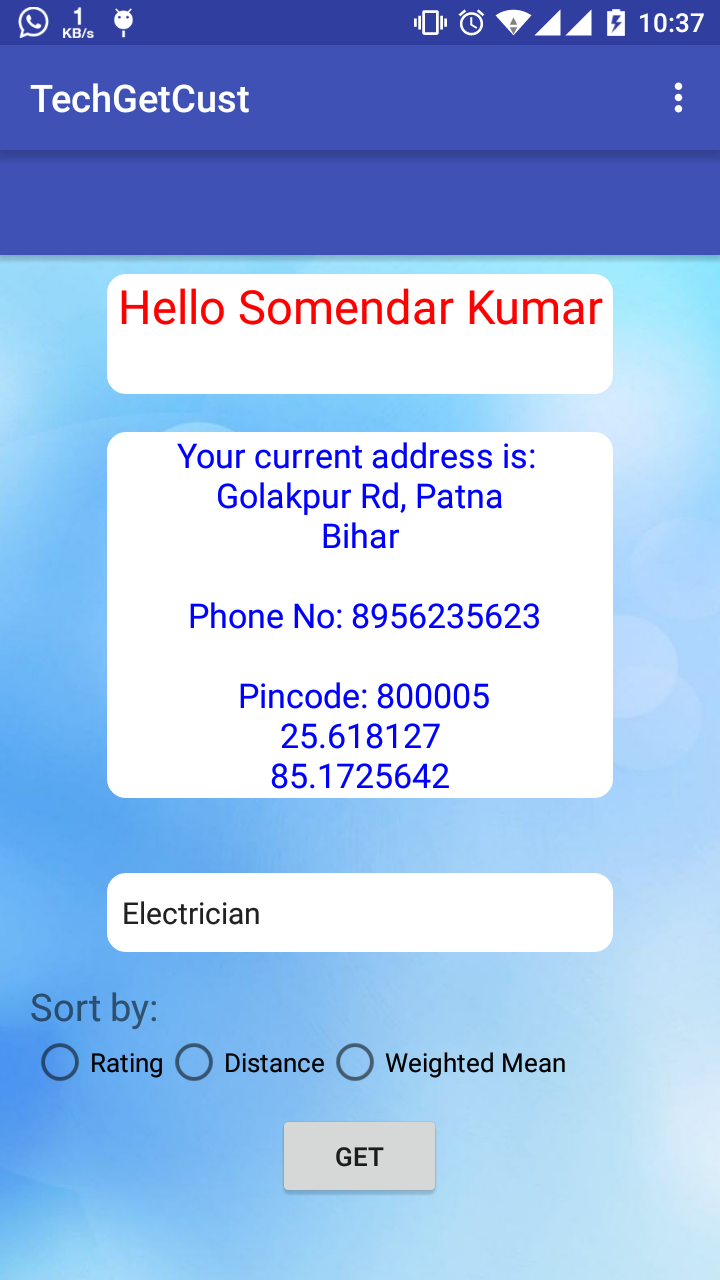 1
KB/s
10:37
TechGetCust
Hello Somendar Kumar
Your current address is:
Golakpur Rd, Patna
Bihar
Phone No: 8956235623
Pincode: 800005
25.618127
85.1725642
Electrician
Sort by:
Rating Distance Weighted Mean
GET